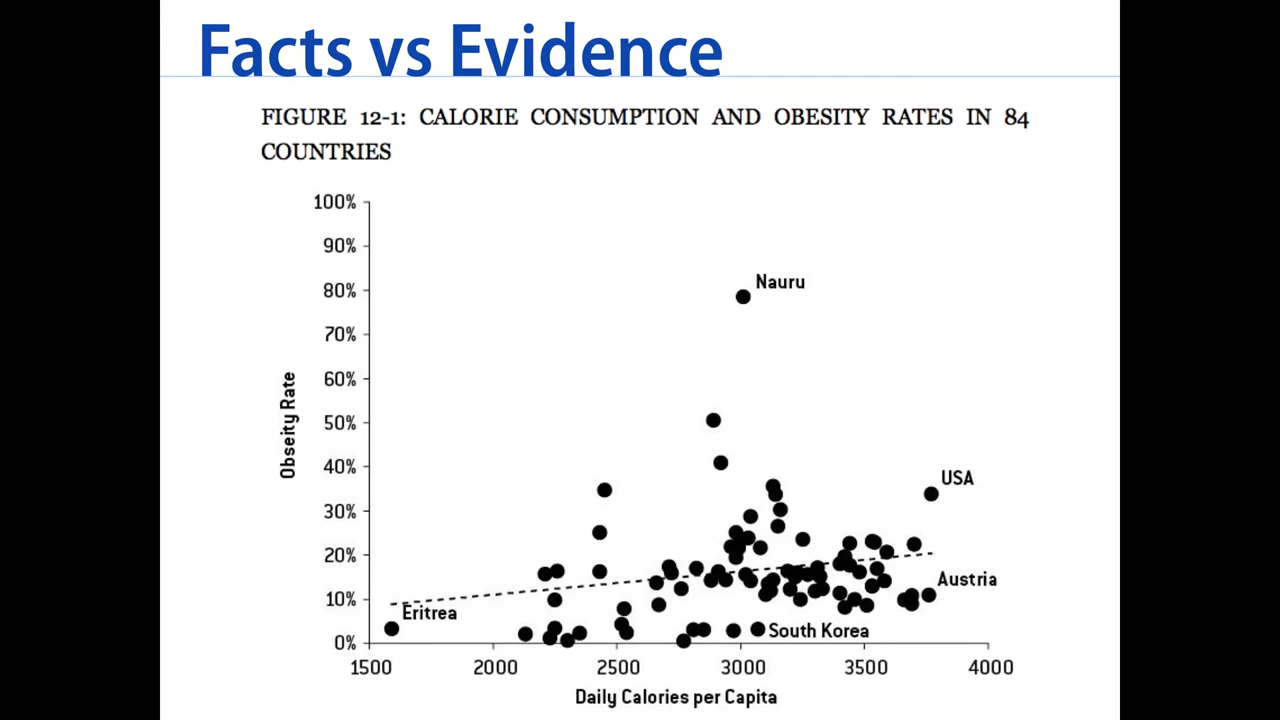 Facts vs Evidence
FIGURE 12-1: CALORIE CONSUMPTION AND OBESITY RATES IN 84
COUNTRIES
100%
90%
80%
70%
60%
50%
40%
30%
20%
10%
0%
Obseity Rate
Nauru
USA
Austria
Eritrea
South Korea
1500 2000 2500 3000 3500 4000
Daily Calories per Capita